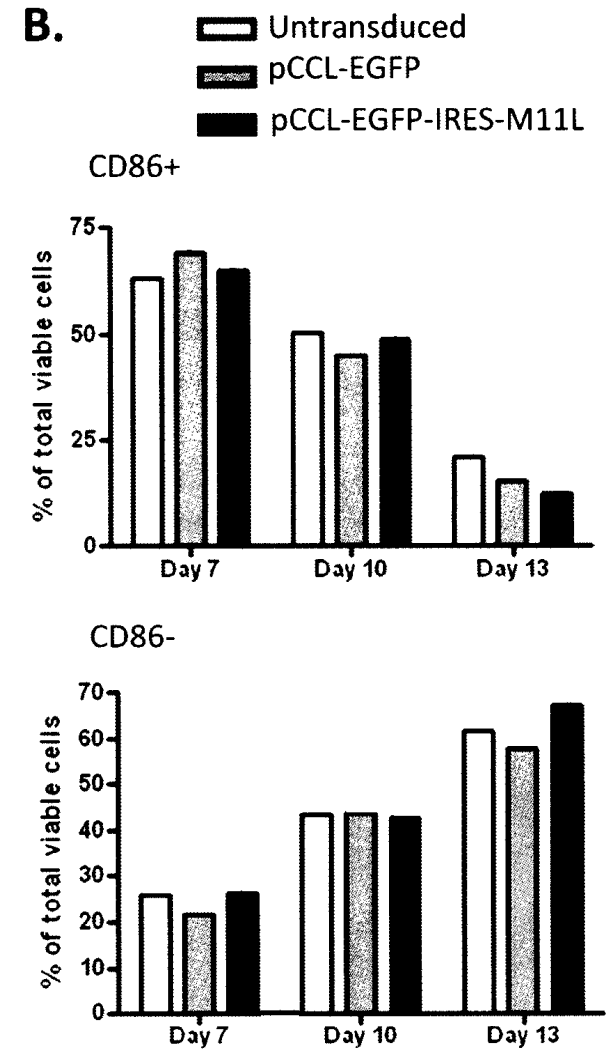 B.
Untransduced
pCCL-EGFP
pCCL-EGFP-IRES-M11L
CD86+
% of total viable cells
75
50
25
0
Day 7 Day 10 Day 13
CD86-
% of total viable cells
70
60
50
40
30
20
10
0
Day 7 Day 10 Day 13